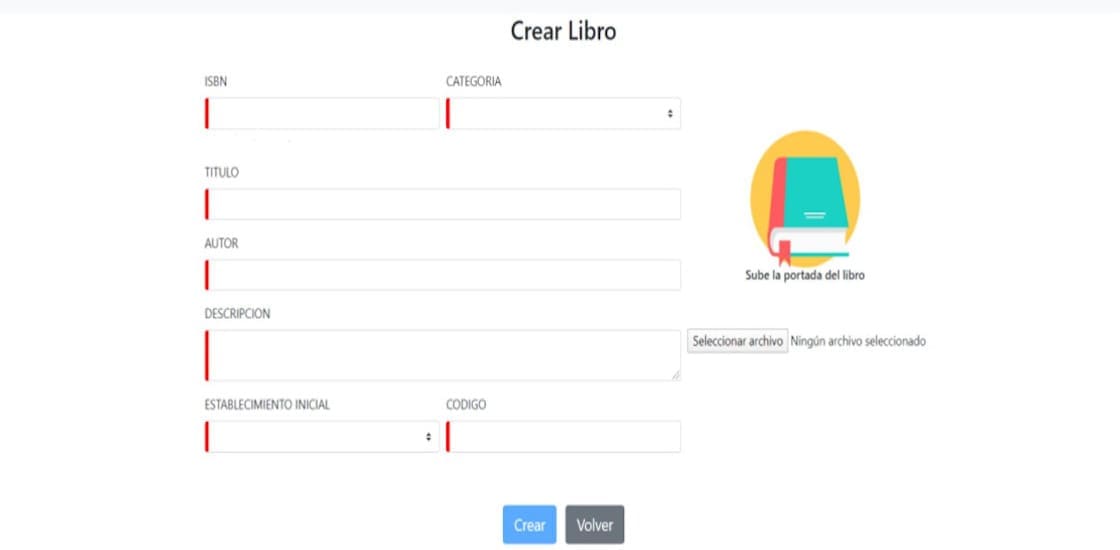 Crear Libro
ISBN
CATEGORIA
TITULO
AUTOR
Sube la portada del libro
DESCRIPCION
Seleccionar archivo Ningún archivo seleccionado
ESTABLECIMIENTO INICIAL
CODIGO
Crear
Volver